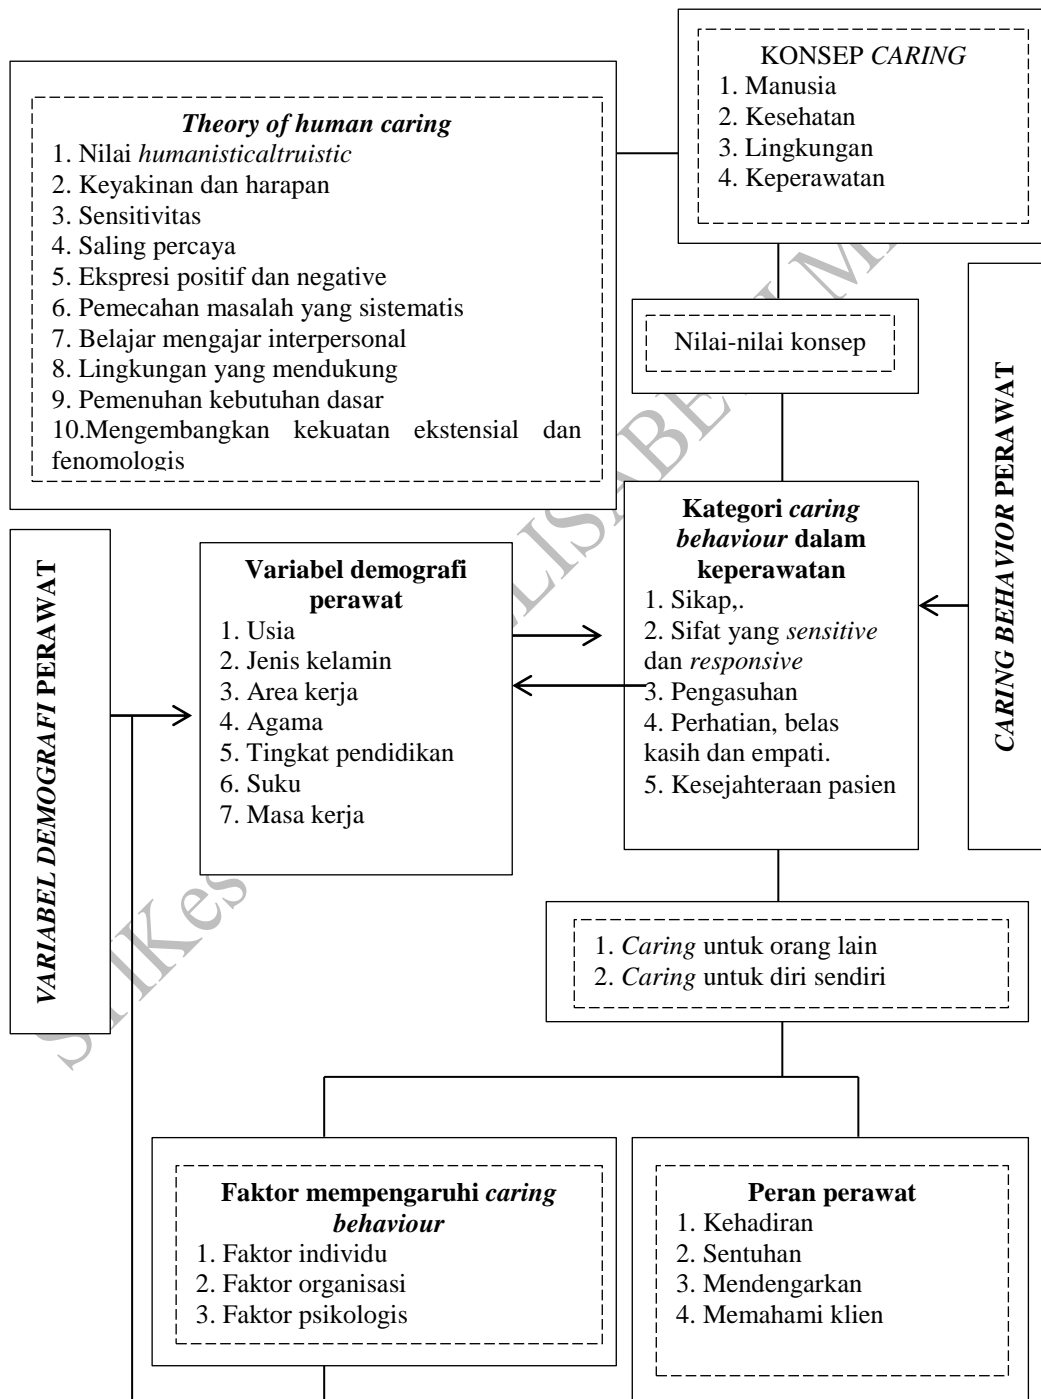 KONSEP CARING
1. Manusia
2. Kesehatan
3. Lingkungan
4. Keperawatan
Theory of human caring
1. Nilai humanisticaltruistic
2. Keyakinan dan harapan
3. Sensitivitas
4. Saling percaya
5. Ekspresi positif dan negative
6. Pemecahan masalah yang sistematis
7. Belajar mengajar interpersonal
8. Lingkungan yang mendukung
9. Pemenuhan kebutuhan dasar
10.Mengembangkan kekuatan ekstensial dan
fenomologis
Nilai-nilai konsep
CARING BEHAVIOR PERAWAT
VARIABEL DEMOGRAFI PERAWAT
Variabel demografi
perawat
1. Usia
2. Jenis kelamin
3. Area kerja
4. Agama
5. Tingkat pendidikan
6. Suku
7. Masa kerja
Kategori caring
behaviour dalam
keperawatan
1. Sikap,.
2. Sifat yang sensitive
dan responsive
3. Pengasuhan
4. Perhatian, belas
kasih dan empati.
5. Kesejahteraan pasien
1. Caring untuk orang lain
2. Caring untuk diri sendiri
Faktor mempengaruhi caring
behaviour
1. Faktor individu
2. Faktor organisasi
3. Faktor psikologis
Peran perawat
1. Kehadiran
2. Sentuhan
3. Mendengarkan
4. Memahami klien